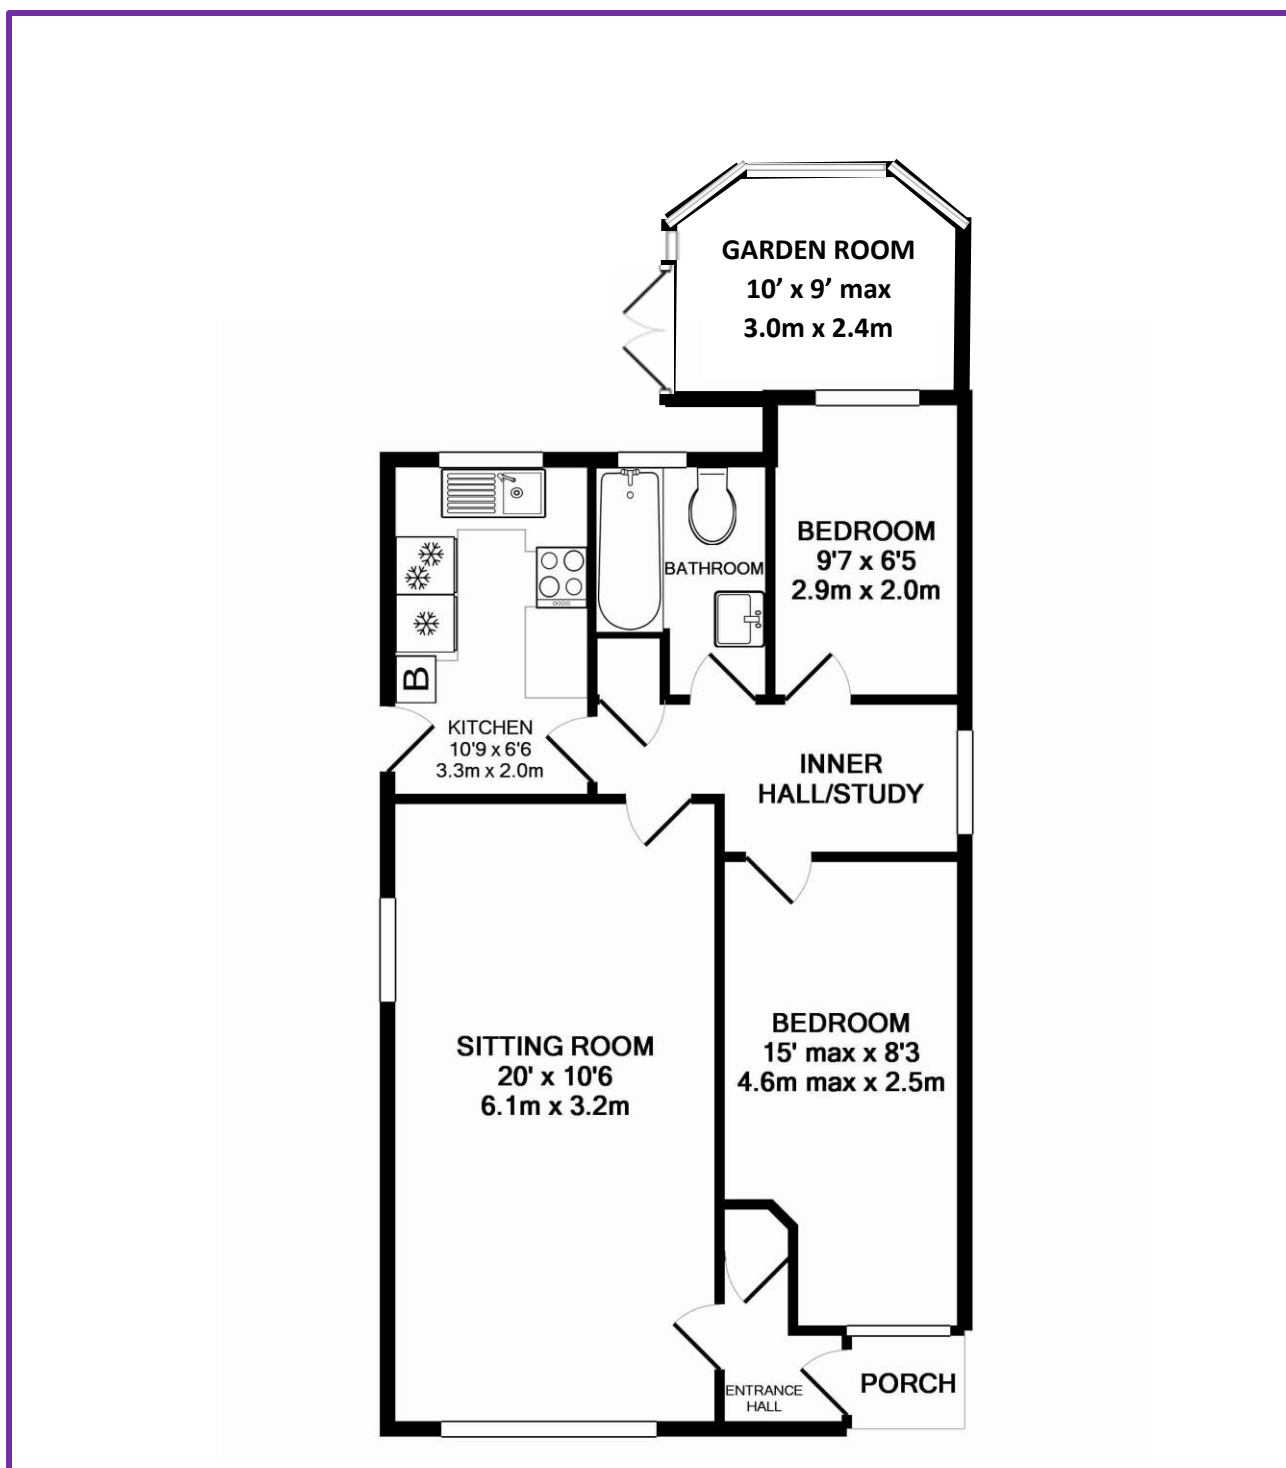 GARDEN ROOM
10’ x 9’ max
3.0m x 2.4m
BEDROOM
9'7 x 6'5
2.9m x 2.0m
BATHROOM
B
KITCHEN
10'9 x 6'6
3.3m x 2.0m
INNER
HALL/STUDY
SITTING ROOM
20' x 10'6
6.1m x 3.2m
BEDROOM
15' max x 8'3
4.6m max x 2.5m
ENTRANCE
HALL
PORCH